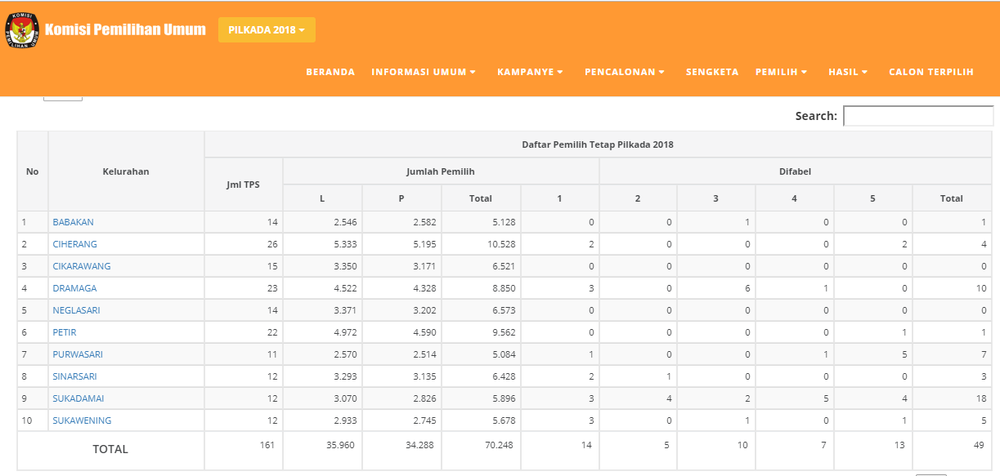 KOMISI
PEMILIHAN UMUM
Komisi Pemilihan Umum
PILKADA 2018
BERANDA INFORMASI UMUM KAMPANYE PENCALONAN SENGKETA PEMILIH HASIL CALON TERPILIH
Search:
No Kelurahan Daftar Pemilih Tetap Pilkada 2018
Jml TPS Jumlah Pemilih Difabel
L P Total 1 2 3 4 5 Total
1 BABAKAN 14 2.546 2.582 5.128 0 0 1 0 0 1
2 CIHERANG 26 5.333 5.195 10.528 2 0 0 0 2 4
3 CIKARAWANG 15 3.350 3.171 6.521 0 0 0 0 0 0
4 DRAMAGA 23 4.522 4.328 8.850 3 0 6 1 0 10
5 NEGLASARI 14 3.371 3.202 6.573 0 0 0 0 0 0
6 PETIR 22 4.972 4.590 9.562 0 0 0 0 1 1
7 PURWASARI 11 2.570 2.514 5.084 1 0 0 1 5 7
8 SINARSARI 12 3.293 3.135 6.428 2 1 0 0 0 3
9 SUKADAMAI 12 3.070 2.826 5.896 3 4 2 5 4 18
10 SUKAWENING 12 2.933 2.745 5.678 3 0 1 0 1 5
TOTAL 161 35.960 34.288 70.248 14 5 10 7 13 49